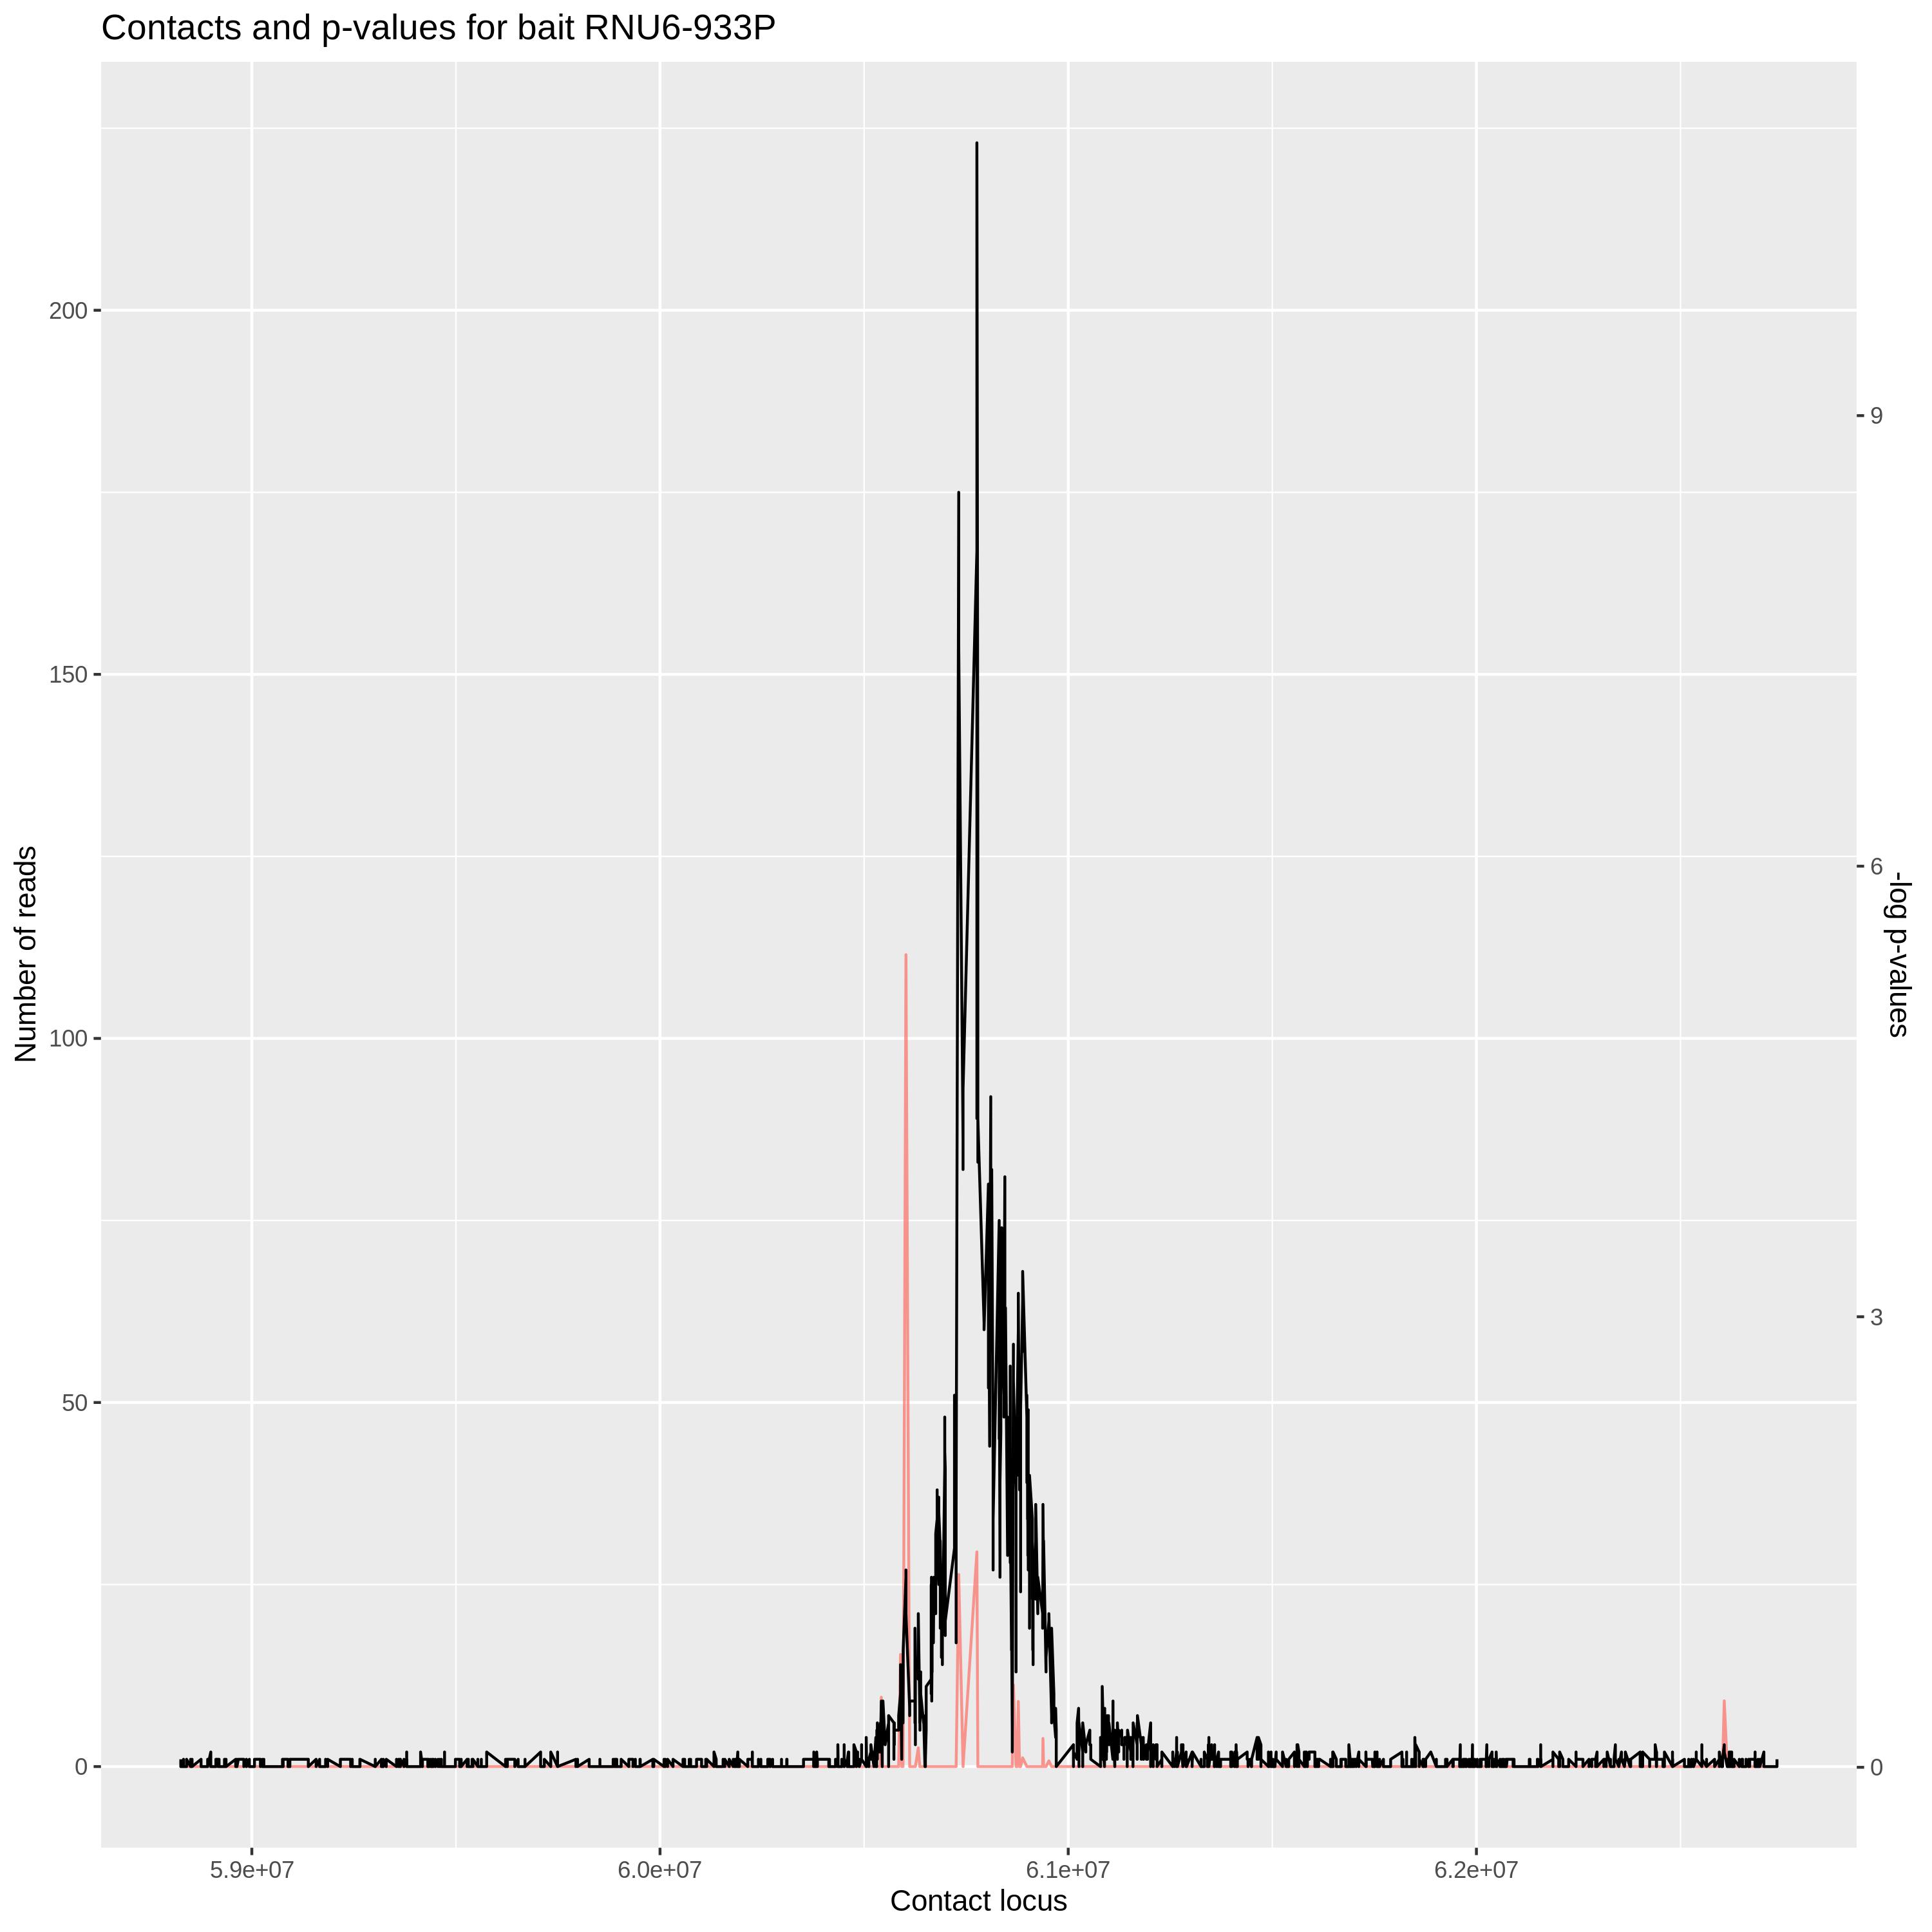 Contacts and p-values for bait RNU6-933P
Number of reads
200
150
100
50
0
9
6
3
0
-log p-values
5.9e+07
6.0e+07
6.1e+07
6.2e+07
Contact locus